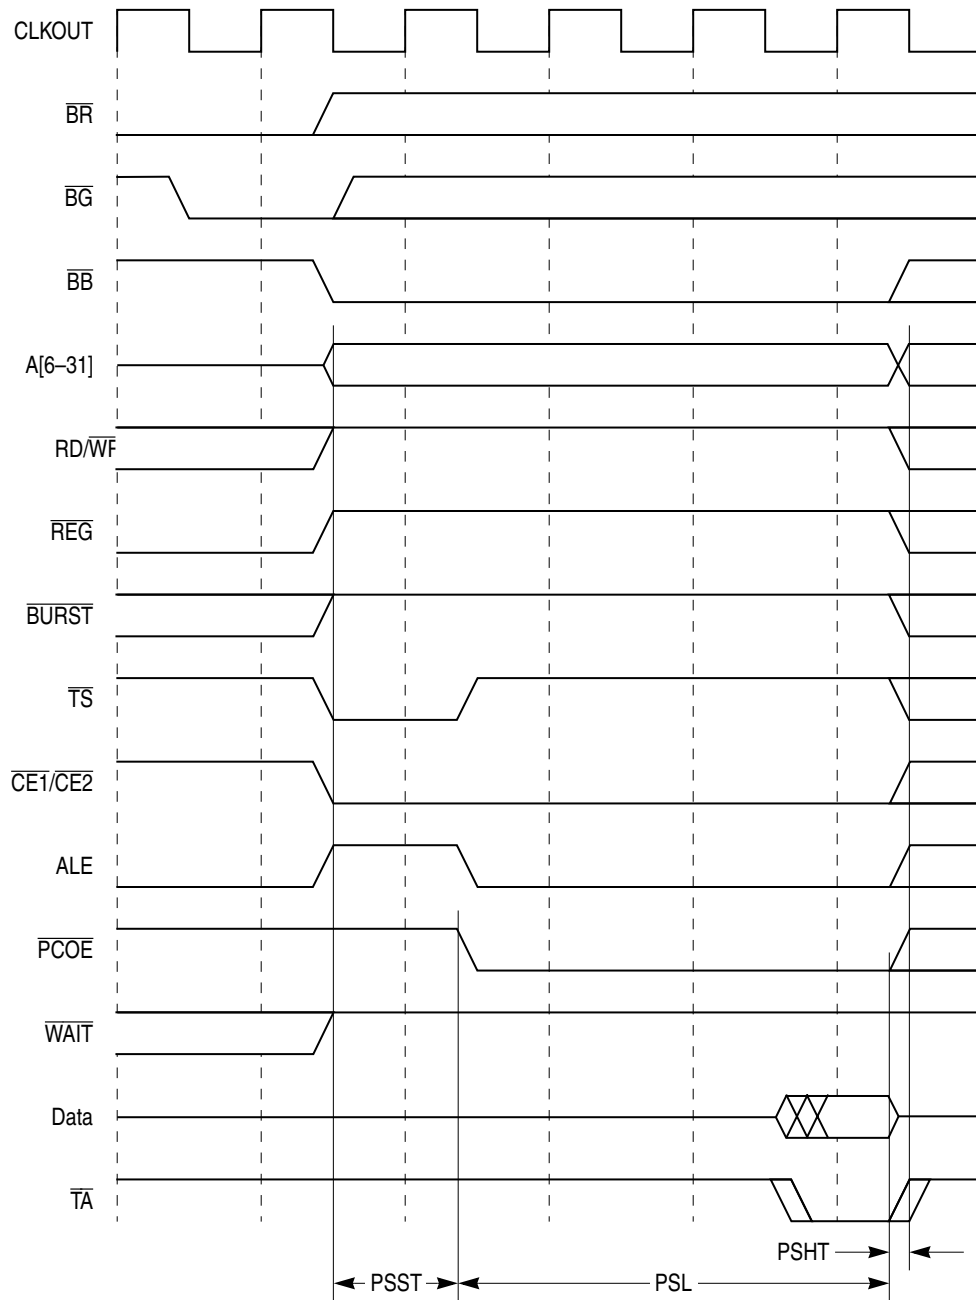 CLKOUT
BR
BG
BB
A[6–31]
RD/WF
REG
BURST
TS
CE1/CE2
ALE
PCOE
WAIT
Data
TA
PSHT
PSST
PSL